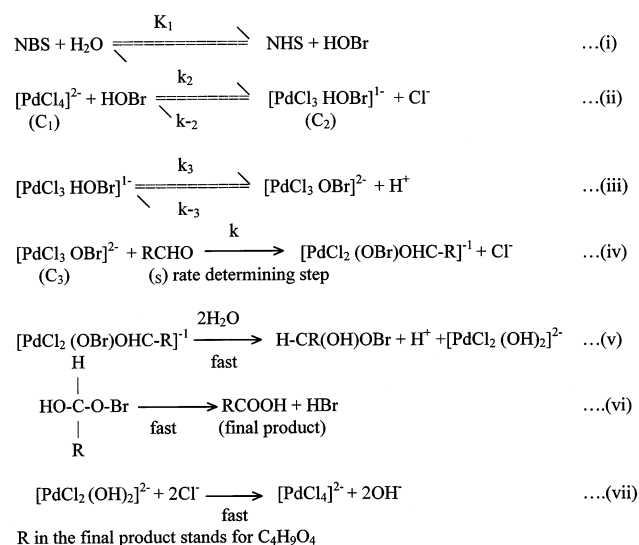 K₁
NBS + H₂O ⇌ NHS + HOBr ...(i)
k₂
[PdCl₄]²⁻ + HOBr ⇌ [PdCl₃ HOBr]¹⁻ + Cl⁻ ...(ii)
(C₁) k-₂ (C₂)
k₃
[PdCl₃ HOBr]¹⁻ ⇌ [PdCl₃ OBr]²⁻ + H⁺ ...(iii)
k-₃
k
[PdCl₃ OBr]²⁻ + RCHO → [PdCl₂ (OBr)OHC-R]⁻¹ + Cl⁻ ...(iv)
(C₃) (s) rate determining step
2H₂O
[PdCl₂ (OBr)OHC-R]⁻¹ → H-CR(OH)OBr + H⁺ +[PdCl₂ (OH)₂]²⁻ ...(v)
fast
H
|
HO-C-O-Br → RCOOH + HBr ....(vi)
| fast (final product)
R
[PdCl₂ (OH)₂]²⁻ + 2Cl⁻ → [PdCl₄]²⁻ + 2OH⁻ ....(vii)
fast
R in the final product stands for C₄H₉O₄